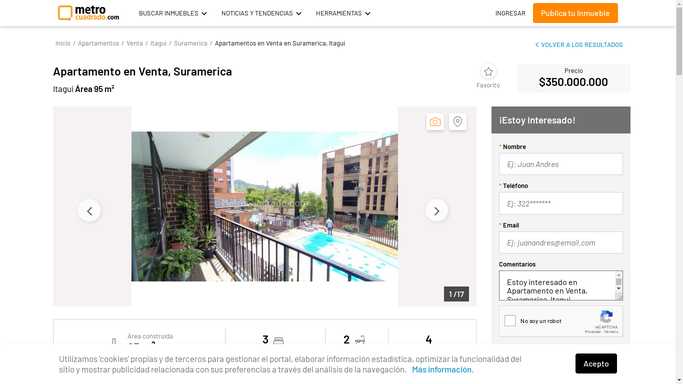 metro
cuadrado.com
BUSCAR INMUEBLES
NOTICIAS Y TENDENCIAS
HERRAMIENTAS
INGRESAR
Publica tu Inmueble
Inicio / Apartamentos / Venta / Itagui / Suramerica / Apartamentos en Venta en Suramerica, Itagui
VOLVER A LOS RESULTADOS
Apartamento en Venta, Suramerica
Itagui Área 95 m²
Favorito
Precio
$350.000.000
1 /17
¡Estoy Interesado!
* Nombre
Ej: Juan Andres
* Teléfono
Ej: 322*******
* Email
Ej: juanandres@email.com
Comentarios
Estoy interesado en
Apartamento en Venta,
Suramerica, Itagui
No soy un robot
reCAPTCHA
Privacidad - Términos
Área construida
3
2
4
Utilizamos 'cookies' propias y de terceros para gestionar el portal, elaborar información estadística, optimizar la funcionalidad del
sitio y mostrar publicidad relacionada con sus preferencias a través del análisis de la navegación. Más información.
Acepto